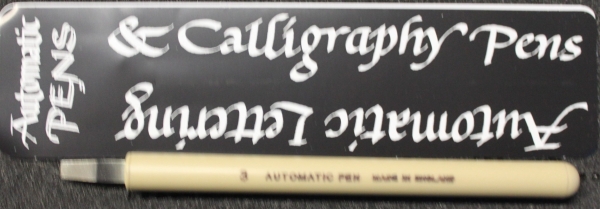 Automatic
PENS
& Calligraphy Pens
Automatic Lettering
3 AUTOMATIC PEN MADE IN ENGLAND